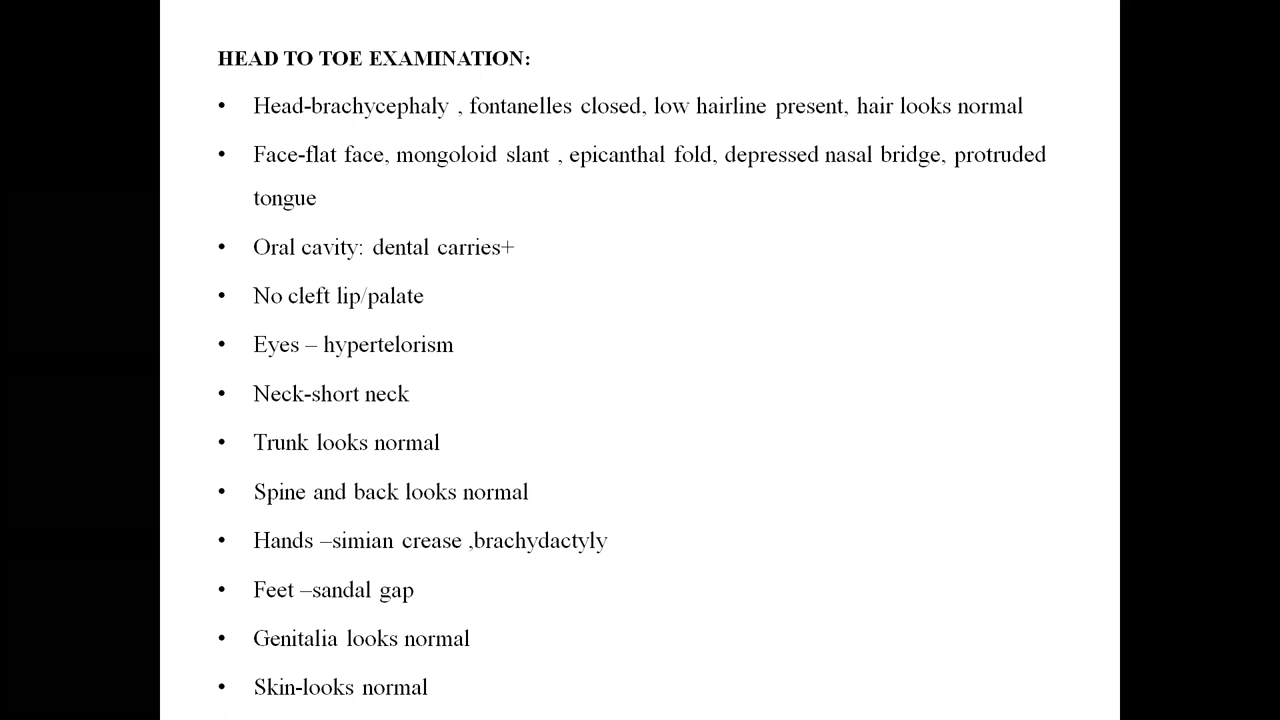 HEAD TO TOE EXAMINATION:
• Head-brachycephaly , fontanelles closed, low hairline present, hair looks normal
• Face-flat face, mongoloid slant , epicanthal fold, depressed nasal bridge, protruded
tongue
• Oral cavity: dental carries+
• No cleft lip/palate
• Eyes – hypertelorism
• Neck-short neck
• Trunk looks normal
• Spine and back looks normal
• Hands –simian crease ,brachydactyly
• Feet –sandal gap
• Genitalia looks normal
• Skin-looks normal